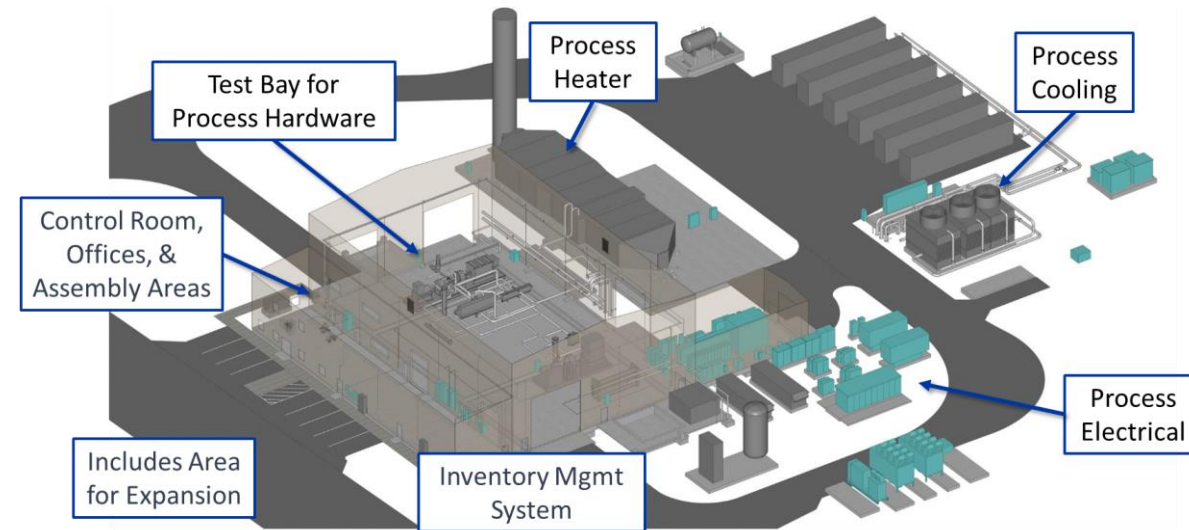 Process
Heater
Process
Cooling
Test Bay for
Process Hardware
Control Room,
Offices, &
Assembly Areas
Process
Electrical
Includes Area
for Expansion
Inventory Mgmt
System